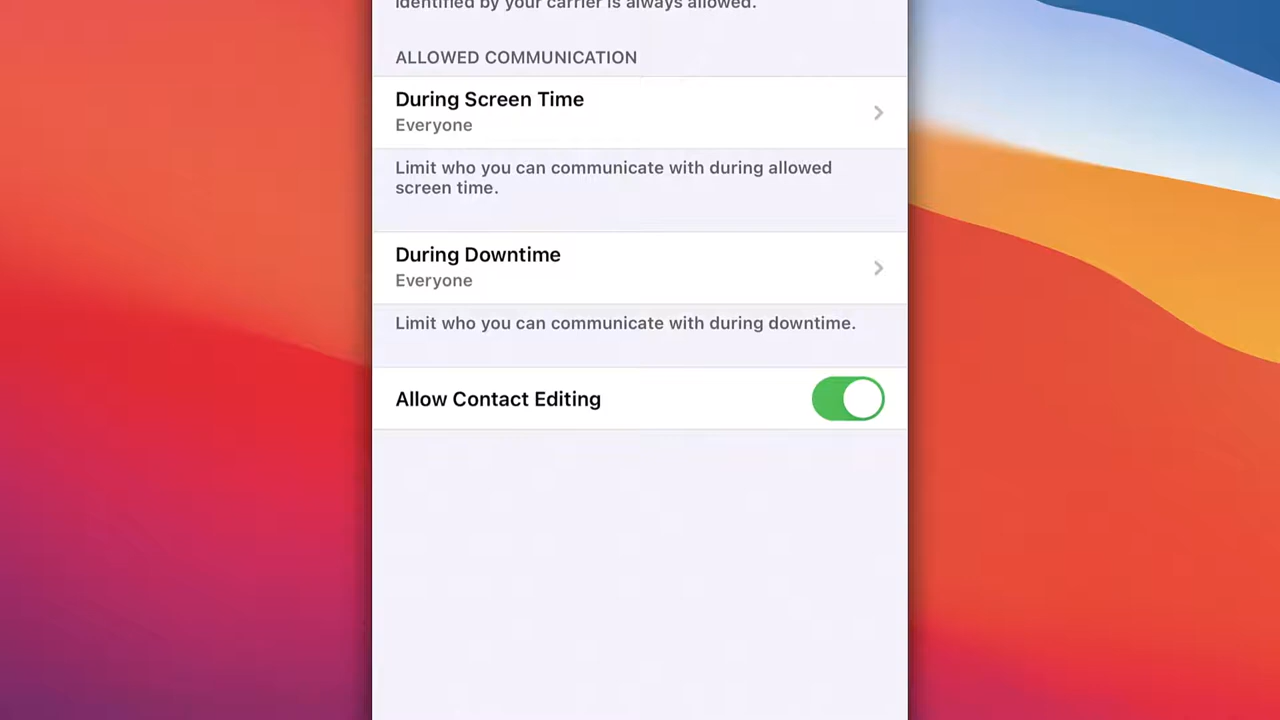 identified by your carrier is always allowed.
ALLOWED COMMUNICATION
During Screen Time
Everyone
Limit who you can communicate with during allowed
screen time.
During Downtime
Everyone
Limit who you can communicate with during downtime.
Allow Contact Editing